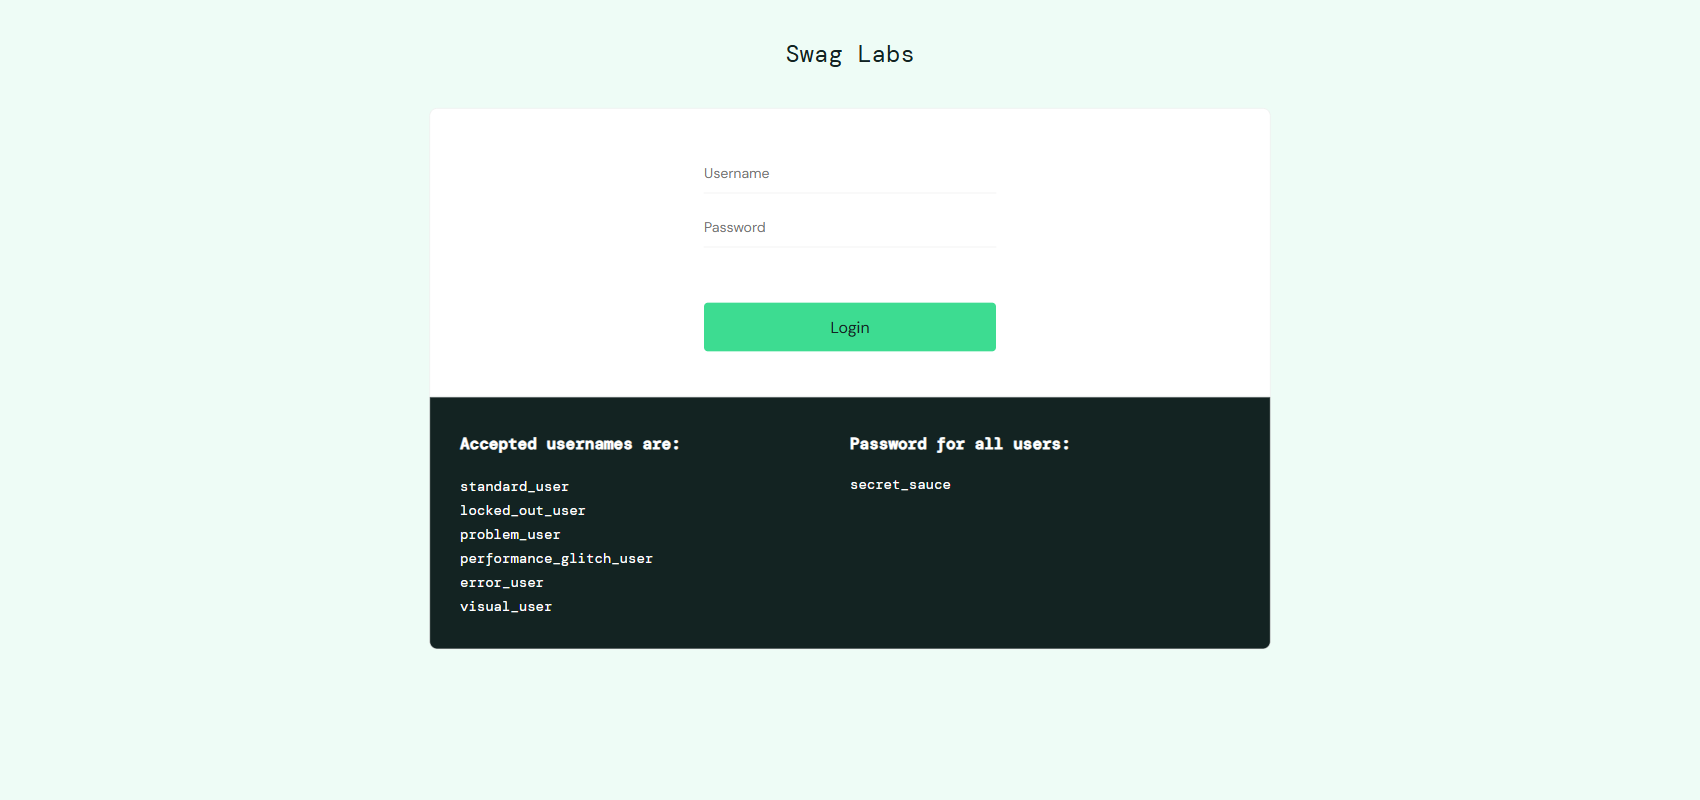 Swag Labs
Username
Password
Login
Accepted usernames are:
standard_user
locked_out_user
problem_user
performance_glitch_user
error_user
visual_user
Password for all users:
secret_sauce